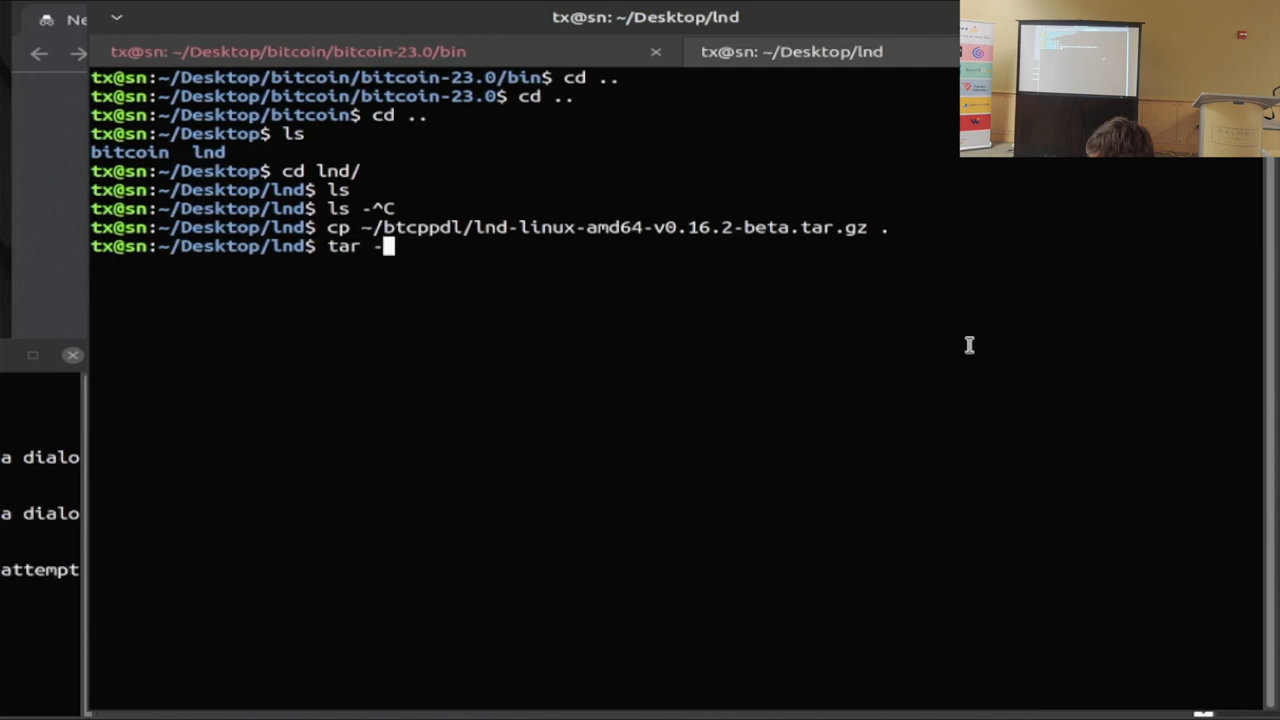 Ne
tx@sn: ~/Desktop/lnd
tx@sn: ~/Desktop/bitcoin/bitcoin-23.0/bin
tx@sn: ~/Desktop/lnd
tx@sn:~/Desktop/bitcoin/bitcoin-23.0/bin$ cd ..
tx@sn:~/Desktop/bitcoin/bitcoin-23.0$ cd ..
tx@sn:~/Desktop/bitcoin$ cd ..
tx@sn:~/Desktop$ ls
bitcoin lnd
tx@sn:~/Desktop$ cd lnd/
tx@sn:~/Desktop/lnd$ ls
tx@sn:~/Desktop/lnd$ ls -^C
tx@sn:~/Desktop/lnd$ cp ~/btcppdl/lnd-linux-amd64-v0.16.2-beta.tar.gz .
tx@sn:~/Desktop/lnd$ tar -
a dialo
a dialo
attempt